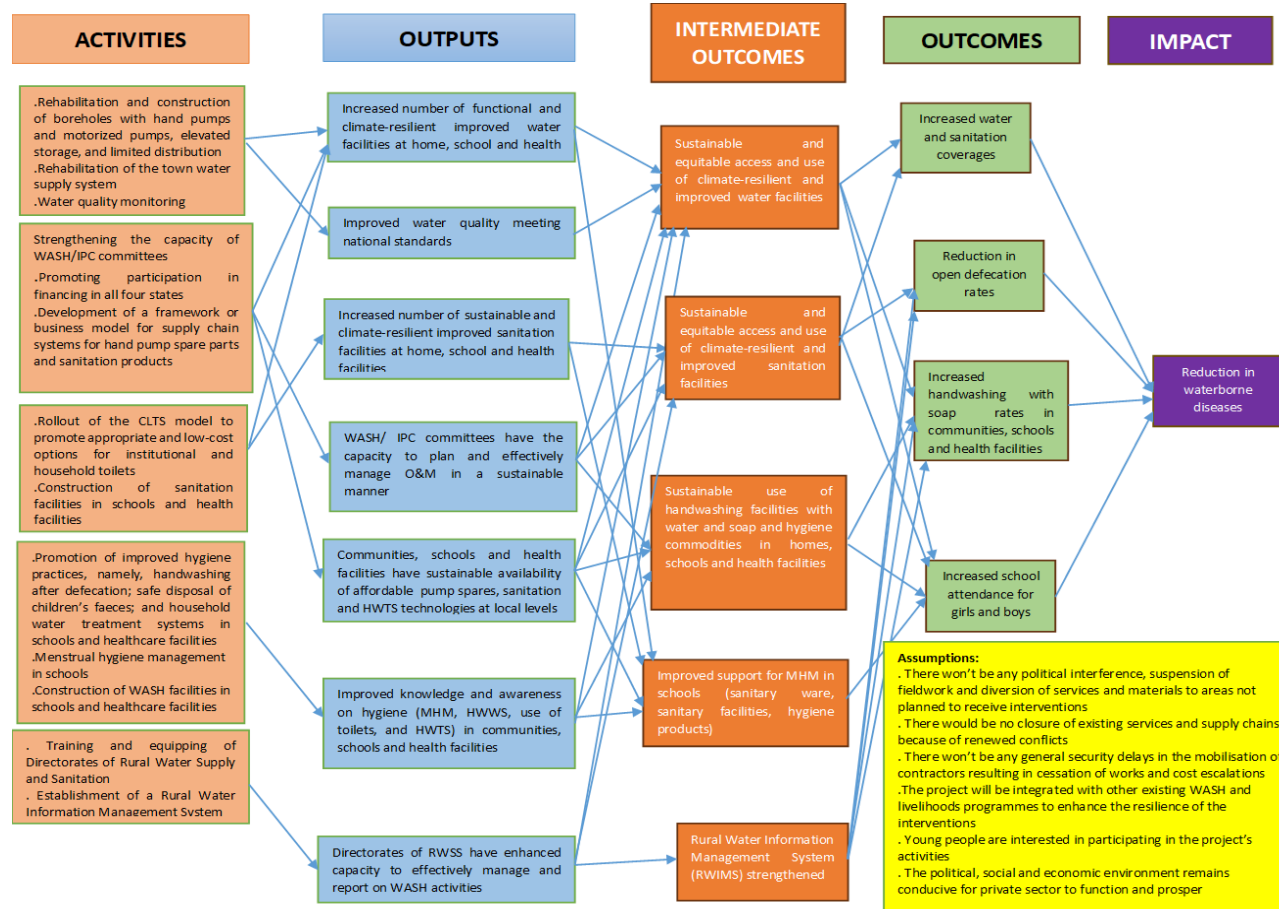 ACTIVITIES
OUTPUTS
INTERMEDIATE
OUTCOMES
OUTCOMES
IMPACT
.Rehabilitation and construction
of boreholes with hand pumps
and motorized pumps, elevated
storage, and limited distribution
.Rehabilitation of the town water
supply system
.Water quality monitoring
Strengthening the capacity of
WASH/IPC committees
.Promoting participation in
financing in all four states
.Development of a framework or
business model for supply chain
systems for hand pump spare parts
and sanitation products
.Rollout of the CLTS model to
promote appropriate and low-cost
options for institutional and
household toilets
.Construction of sanitation
facilities in schools and health
facilities
.Promotion of improved hygiene
practices, namely, handwashing
after defecation; safe disposal of
children's faeces; and household
water treatment systems in
schools and healthcare facilities
.Menstrual hygiene management
in schools
.Construction of WASH facilities in
schools and healthcare facilities
. Training and equipping of
Directorates of Rural Water Supply
and Sanitation
. Establishment of a Rural Water
Information Management System
Increased number of functional and
climate-resilient improved water
facilities at home, school and health
Improved water quality meeting
national standards
Increased number of sustainable and
climate-resilient improved sanitation
facilities at home, school and health
facilities
WASH/ IPC committees have the
capacity to plan and effectively
manage O&M in a sustainable
manner
Communities, schools and health
facilities have sustainable availability
of affordable pump spares, sanitation
and HWTS technologies at local levels
Improved knowledge and awareness
on hygiene (MHM, HWWS, use of
toilets, and HWTS) in communities,
schools and health facilities
Directorates of RWSS have enhanced
capacity to effectively manage and
report on WASH activities
Sustainable and
equitable access and use
of climate-resilient and
improved water facilities
Sustainable and
equitable access and use
of climate-resilient and
improved sanitation
facilities
Sustainable use of
handwashing facilities with
water and soap and hygiene
commodities in homes,
schools and health facilities
Improved support for MHM in
schools (sanitary ware,
sanitary facilities, hygiene
products)
Rural Water Information
Management System
(RWIMS) strengthened
Increased water
and sanitation
coverages
Reduction in
open defecation
rates
Increased
handwashing with
soap rates in
communities, schools
and health facilities
Increased school
attendance for
girls and boys
Reduction in
waterborne
diseases
Assumptions:
. There won't be any political interference, suspension of
fieldwork and diversion of services and materials to areas not
planned to receive interventions
. There would be no closure of existing services and supply chains
because of renewed conflicts
. There won't be any general security delays in the mobilisation of
contractors resulting in cessation of works and cost escalations
.The project will be integrated with other existing WASH and
livelihoods programmes to enhance the resilience of the
interventions
. Young people are interested in participating in the project's
activities
. The political, social and economic environment remains
conducive for private sector to function and prosper